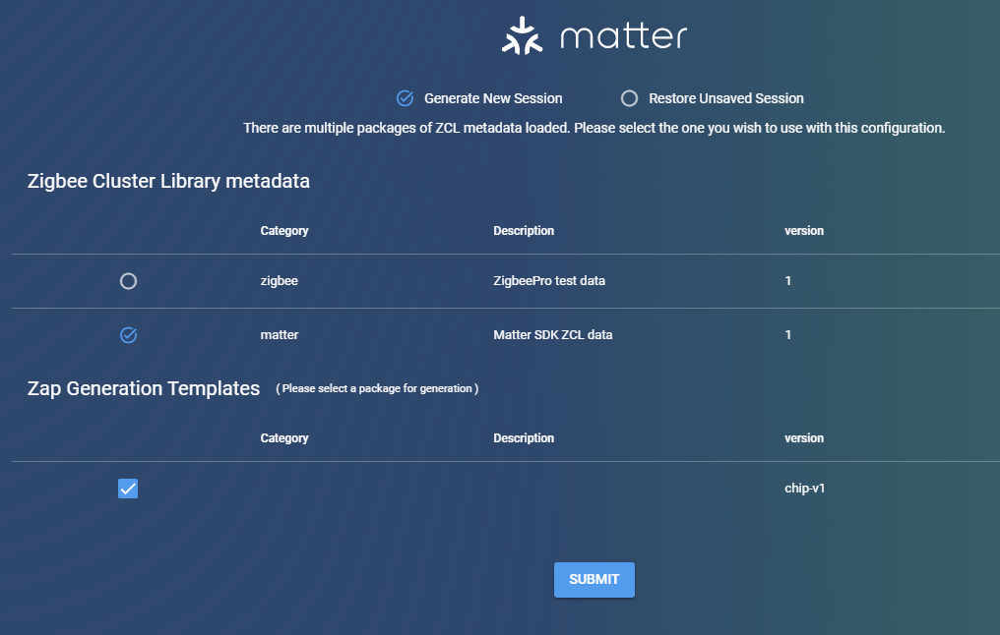 matter
Generate New Session Restore Unsaved Session
There are multiple packages of ZCL metadata loaded. Please select the one you wish to use with this configuration.
Zigbee Cluster Library metadata
Category Description version
zigbee ZigbeePro test data 1
matter Matter SDK ZCL data 1
Zap Generation Templates ( Please select a package for generation )
Category Description version
chip-v1
SUBMIT